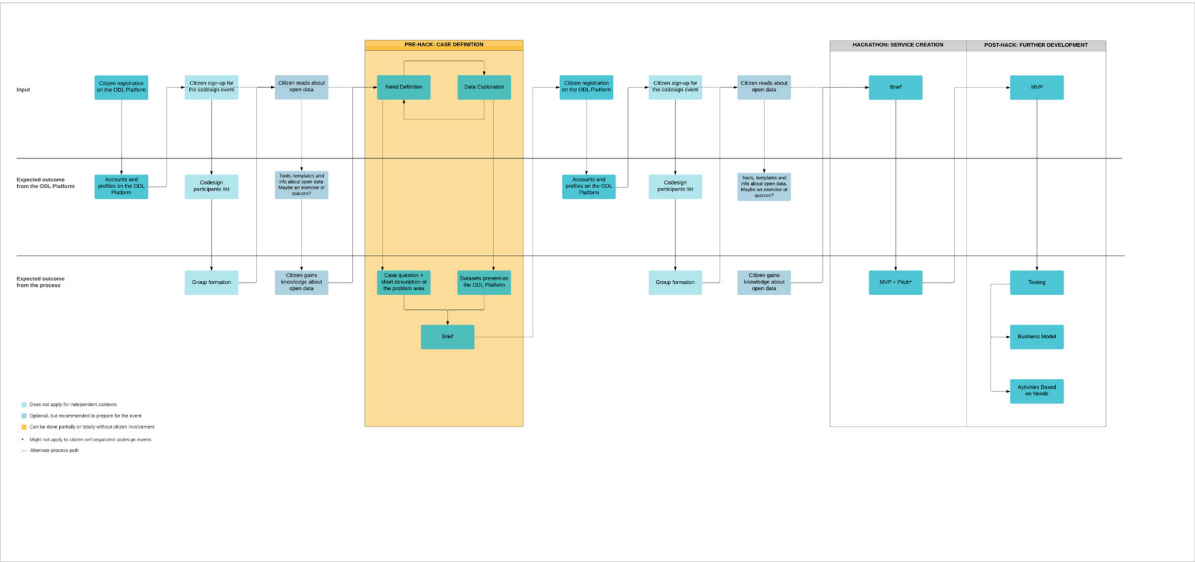 PRE-HACK: CASE DEFINITION
HACKATHON: SERVICE CREATION
POST-HACK: FURTHER DEVELOPMENT
Input
Citizen registration
on the ODL Platform
Citizen sign-up for
the codesign event
Citizen reads about
open data
Need Definition
Data Exploration
Citizen registration
on the ODL Platform
Citizen sign-up for
the codesign event
Citizen reads about
open data
Brief
MVP
Expected outcome
from the ODL Platform
Accounts and
profiles on the ODL
Platform
Codesign
participants list
Tools, templates and
info about open data.
Maybe an exercise or
quizzes?
Accounts and
profiles on the ODL
Platform
Codesign
participants list
Tools, templates and
info about open data.
Maybe an exercise or
quizzes?
Expected outcome
from the process
Group formation
Citizen gains
knowledge about
open data
Case question +
short description of
the problem area
Datasets present on
the ODL Platform
Group formation
Citizen gains
knowledge about
open data
MVP + Pitch*
Testing
Brief
Business Model
Activities Based
on Needs
Does not apply for independent contexts
Optional, but recommended to prepare for the event
Can be done partially or totally without citizen involvement
* Might not apply to citizen self-organized codesign events
Alternate process path